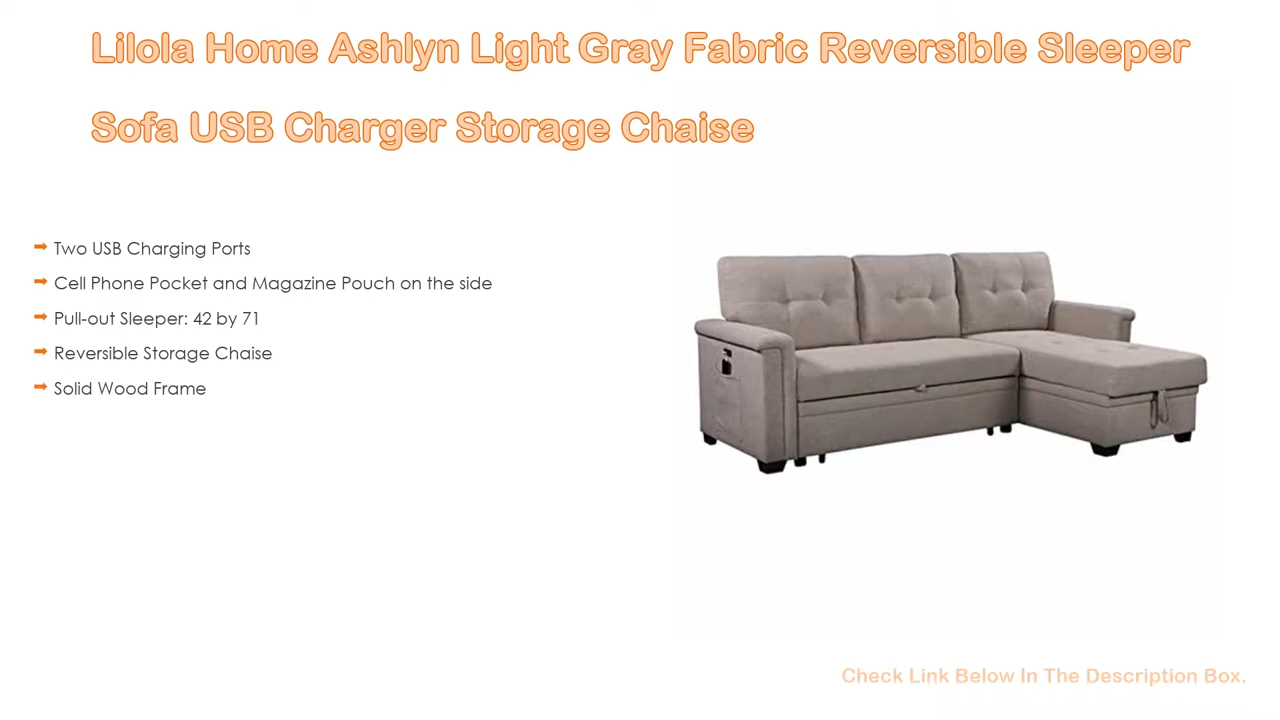 Lilola Home Ashlyn Light Gray Fabric Reversible Sleeper
Sofa USB Charger Storage Chaise
Two USB Charging Ports
Cell Phone Pocket and Magazine Pouch on the side
Pull-out Sleeper: 42 by 71
Reversible Storage Chaise
Solid Wood Frame
Check Link Below In The Description Box.